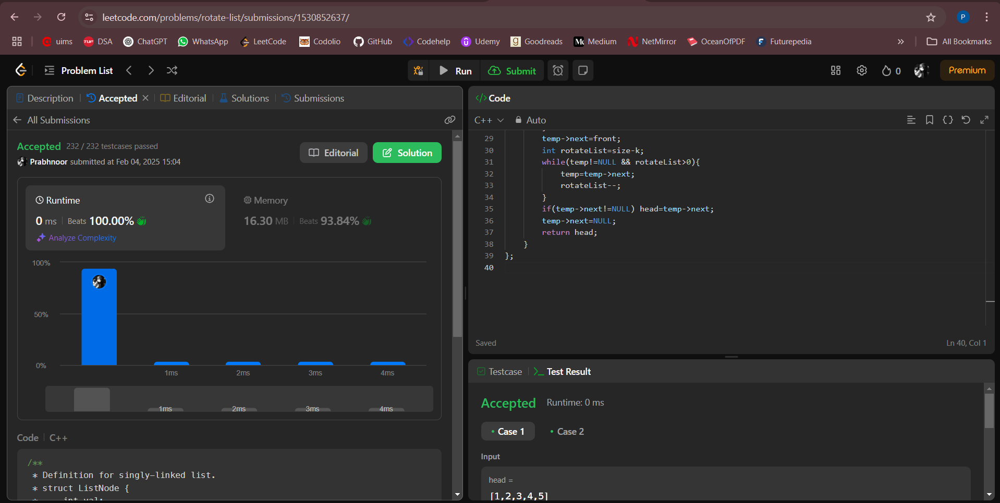 leetcode.com/problems/rotate-list/submissions/1530852637/
P
uims
TUF DSA
ChatGPT
WhatsApp
LeetCode
Codolio
GitHub
Codehelp
Udemy
g Goodreads
Medium
NetMirror
OceanOfPDF
F Futurepedia
»
All Bookmarks
Problem List
Run
Submit
0
Premium
Description
Accepted
Editorial
Solutions
Submissions
All Submissions
Accepted 232 / 232 testcases passed
Prabhnoor submitted at Feb 04, 2025 15:04
Editorial
Solution
Runtime
0 ms | Beats 100.00%
Analyze Complexity
Memory
16.30 MB | Beats 93.84%
100%
50%
0%
1ms 2ms 3ms 4ms
1ms 2ms 3ms 4ms
Code | C++
/**
* Definition for singly-linked list.
* struct ListNode {
* int val;
</> Code
C++ Auto
29 temp->next=front;
30 int rotateList=size-k;
31 while(temp!=NULL && rotateList>0){
32 temp=temp->next;
33 rotateList--;
34 }
35 if(temp->next!=NULL) head=temp->next;
36 temp->next=NULL;
37 return head;
38 }
39 };
40
Saved
Ln 40, Col 1
Testcase
Test Result
Accepted Runtime: 0 ms
• Case 1
• Case 2
Input
head =
[1,2,3,4,5]